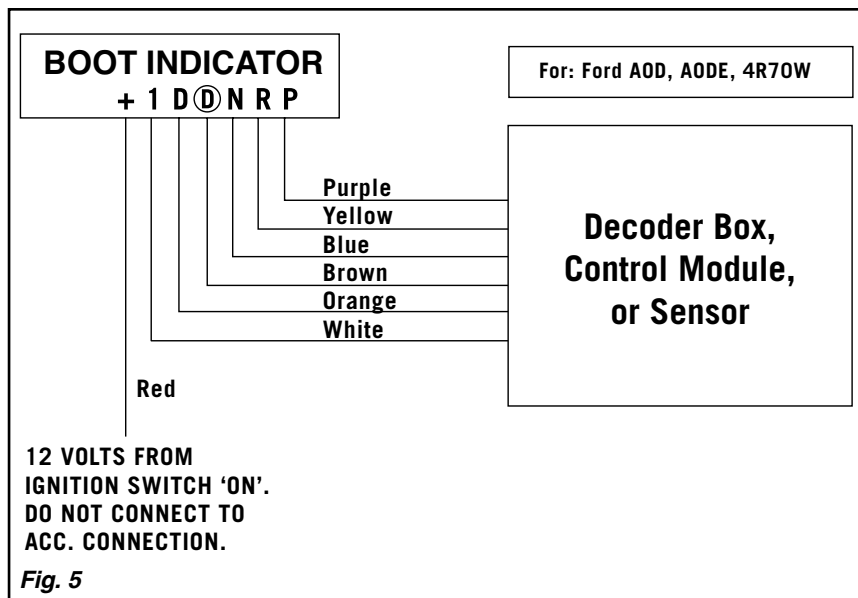 BOOT INDICATOR
+ 1 D Ⓓ N R P
For: Ford AOD, AODE, 4R70W
Purple
Yellow
Blue
Brown
Orange
White
Decoder Box,
Control Module,
or Sensor
Red
12 VOLTS FROM
IGNITION SWITCH ‘ON’.
DO NOT CONNECT TO
ACC. CONNECTION.
Fig. 5